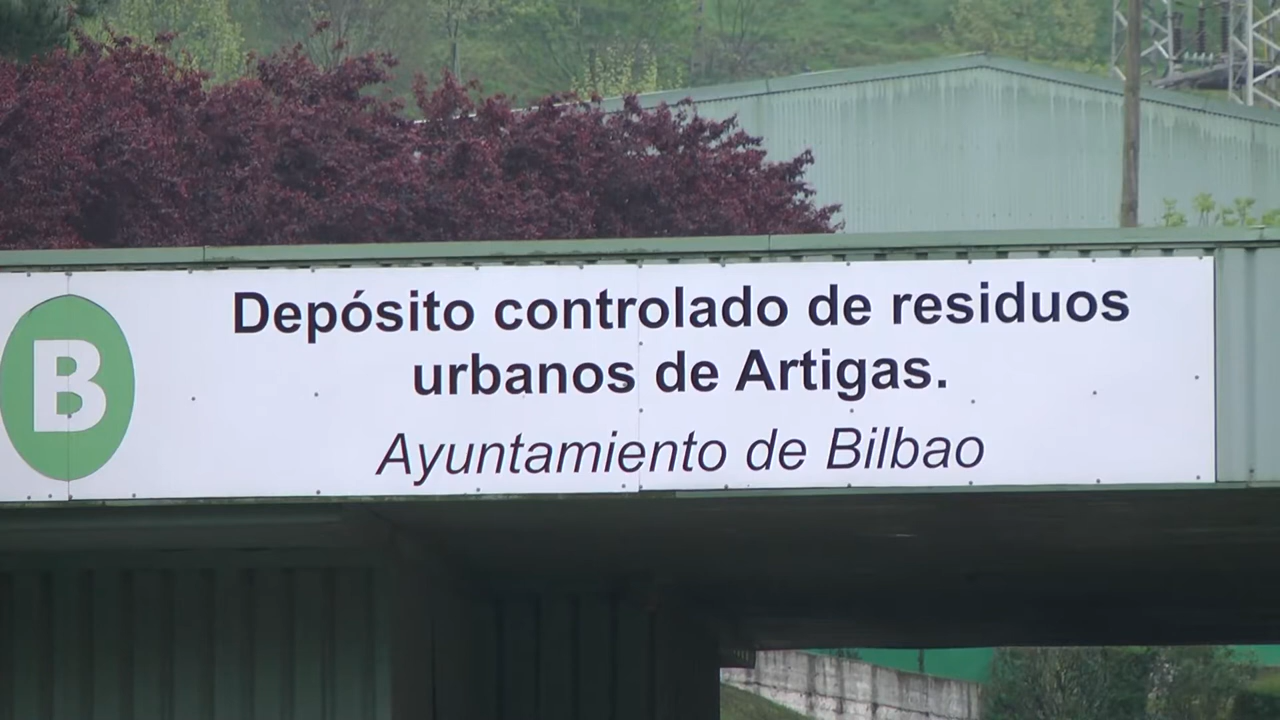 B
Depósito controlado de residuos
urbanos de Artigas.
Ayuntamiento de Bilbao